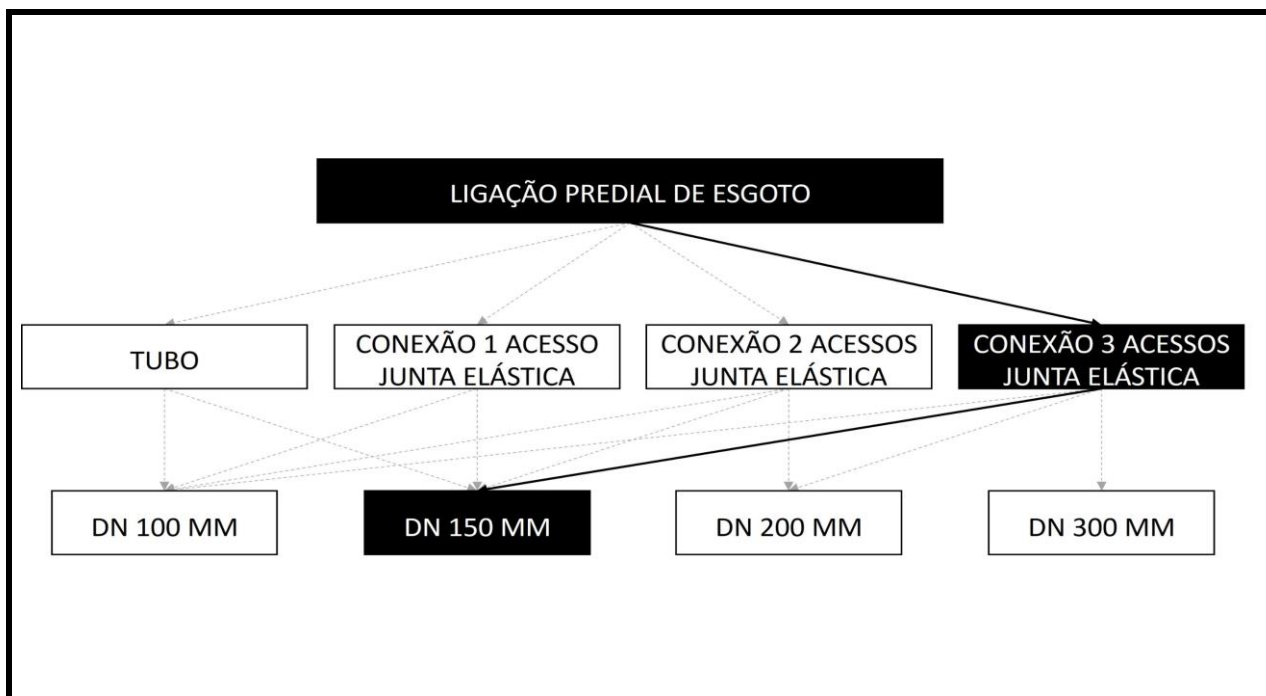 LIGAÇÃO PREDIAL DE ESGOTO
TUBO
CONEXÃO 1 ACESSO
JUNTA ELÁSTICA
CONEXÃO 2 ACESSOS
JUNTA ELÁSTICA
CONEXÃO 3 ACESSOS
JUNTA ELÁSTICA
DN 100 MM
DN 150 MM
DN 200 MM
DN 300 MM